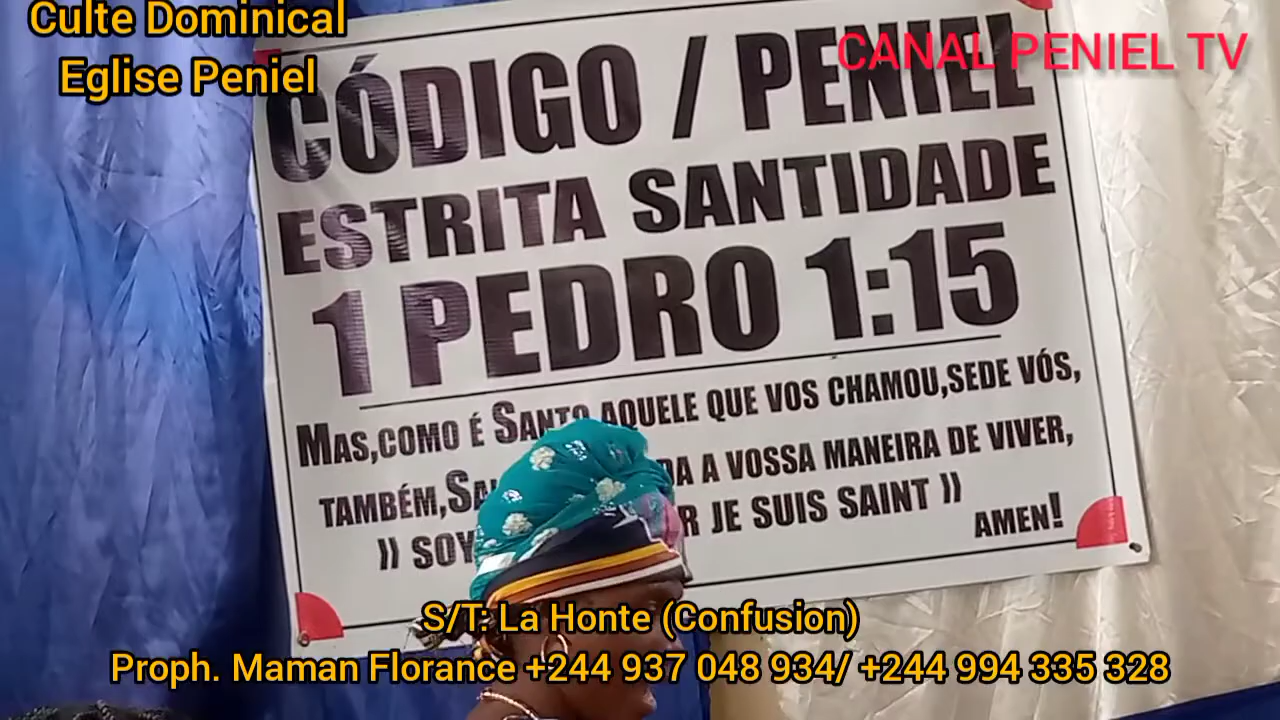 Culte Dominical
Eglise Peniel
CANAL PENIEL TV
CÓDIGO / PENIEL
ESTRITA SANTIDADE
1 PEDRO 1:15
MAS,COMO É SANTO AQUELE QUE VOS CHAMOU,SEDE VÓS,
TAMBÉM, A VOSSA MANEIRA DE VIVER,
)) JE SUIS SAINT ))
AMEN!
S/T: La Honte (Confusion)
Proph. Maman Florance +244 937 048 934/ +244 994 335 328